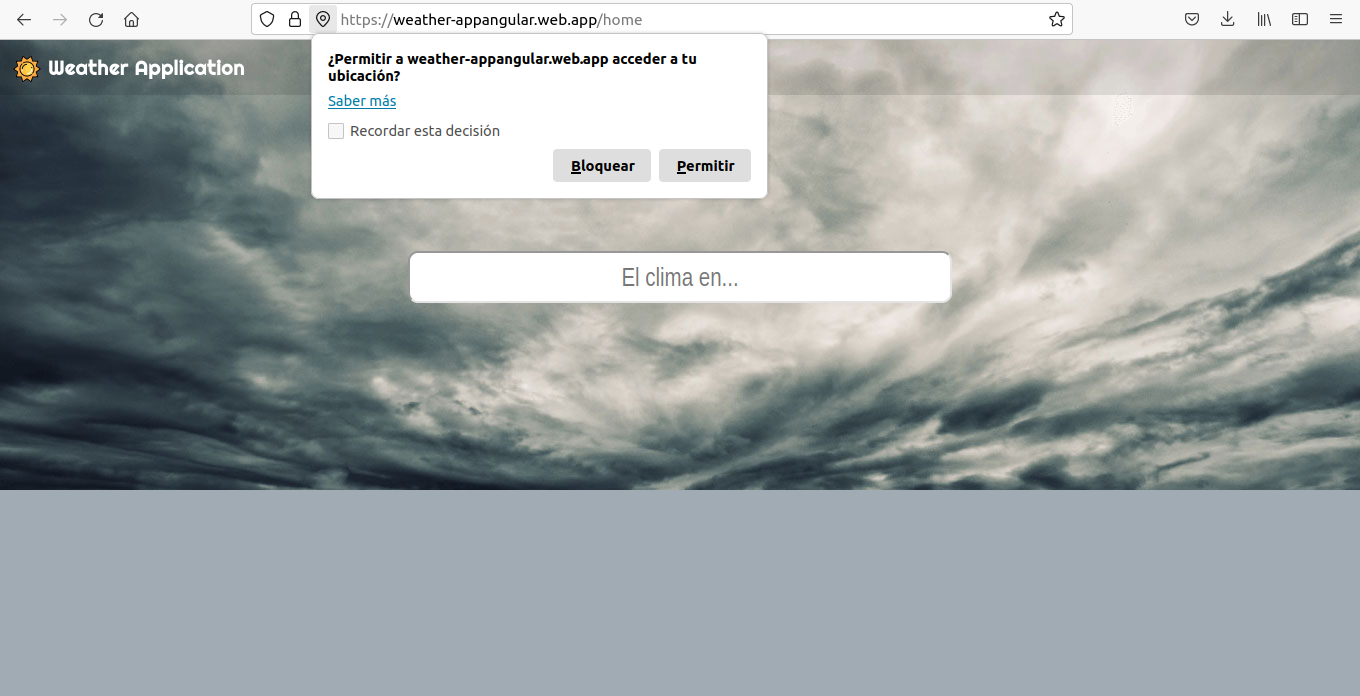 https://weather-appangular.web.app/home
Weather Application
¿Permitir a weather-appangular.web.app acceder a tu
ubicación?
Saber más
Recordar esta decisión
Bloquear Permitir
El clima en...